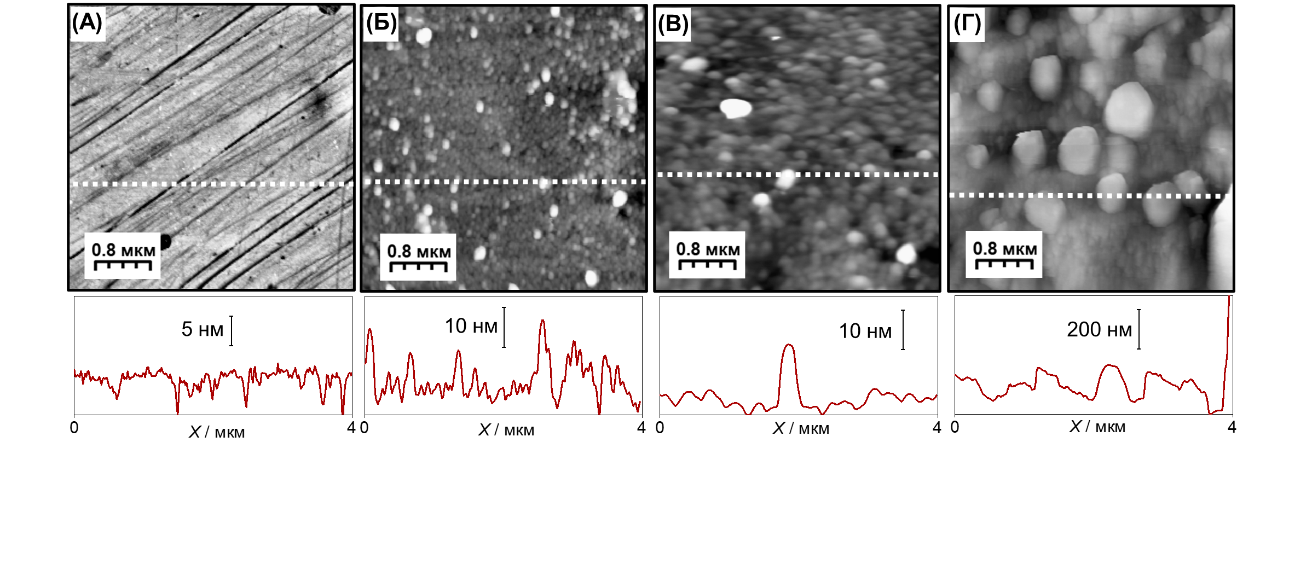 (А) (Б) (В) (Г)
0.8 мкм 0.8 мкм 0.8 мкм 0.8 мкм
5 нм 10 нм 10 нм 200 нм
0 X / мкм 4 0 X / мкм 4 0 X / мкм 4 0 X / мкм 4